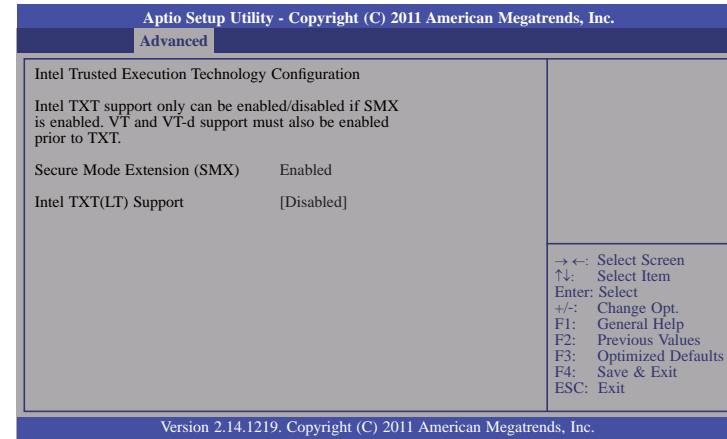 Aptio Setup Utility - Copyright (C) 2011 American Megatrends, Inc.
Advanced
Intel Trusted Execution Technology Configuration
Intel TXT support only can be enabled/disabled if SMX
is enabled. VT and VT-d support must also be enabled
prior to TXT.
Secure Mode Extension (SMX) Enabled
Intel TXT(LT) Support [Disabled]
→ ←: Select Screen
↑↓: Select Item
Enter: Select
+/-: Change Opt.
F1: General Help
F2: Previous Values
F3: Optimized Defaults
F4: Save & Exit
ESC: Exit
Version 2.14.1219. Copyright (C) 2011 American Megatrends, Inc.